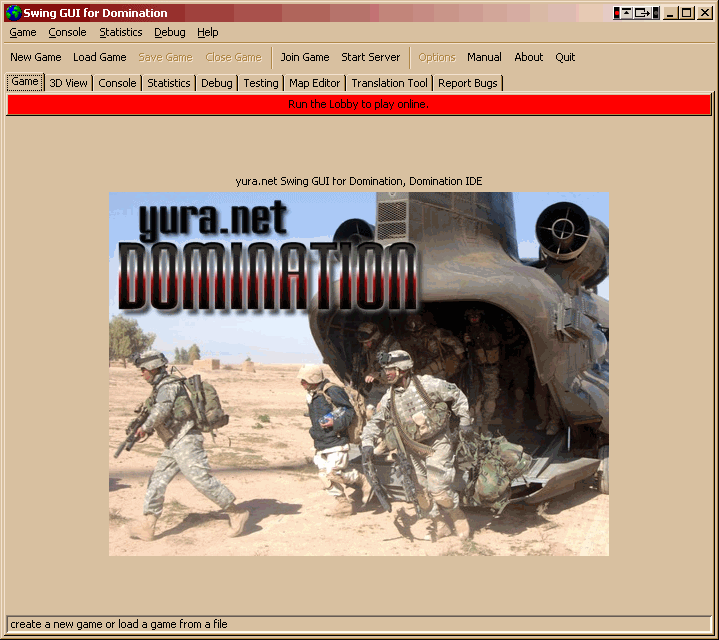 Swing GUI for Domination
Game Console Statistics Debug Help
New Game Load Game Save Game Close Game Join Game Start Server Options Manual About Quit
Game 3D View Console Statistics Debug Testing Map Editor Translation Tool Report Bugs
Run the Lobby to play online.
yura.net Swing GUI for Domination, Domination IDE
yura.net
DOMINATION
create a new game or load a game from a file